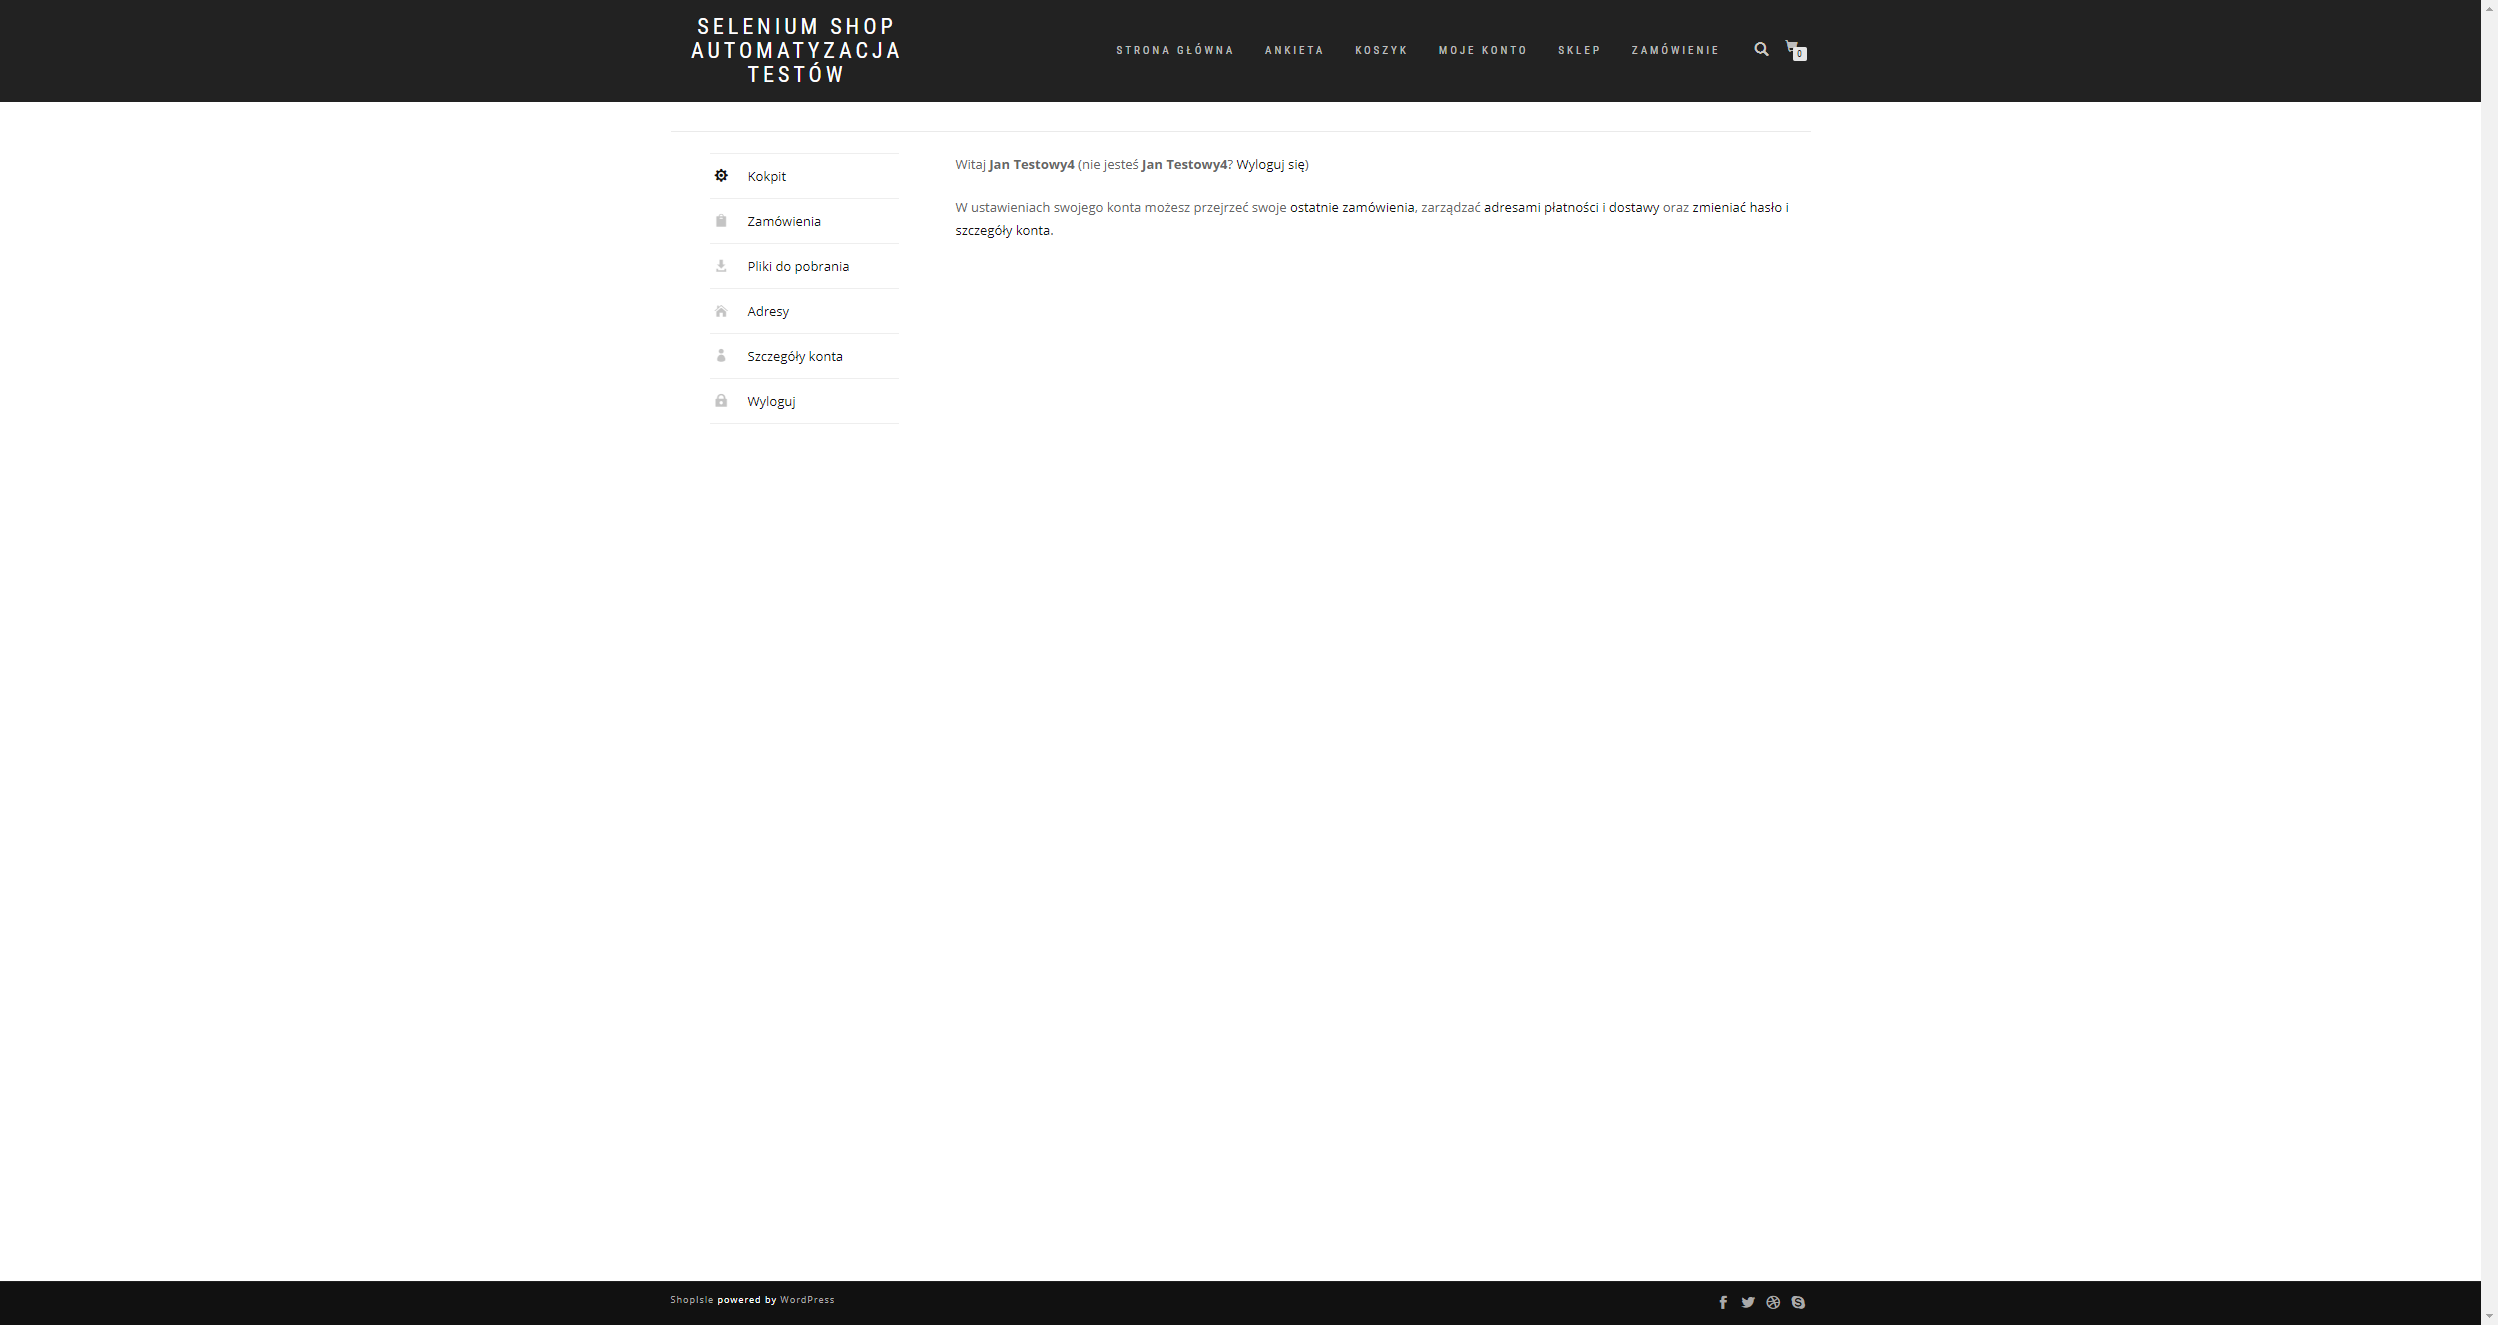 SELENIUM SHOP
AUTOMATYZACJA
TESTÓW
STRONA GŁÓWNA ANKIETA KOSZYK MOJE KONTO SKLEP ZAMÓWIENIE
0
Kokpit
Zamówienia
Pliki do pobrania
Adresy
Szczegóły konta
Wyloguj
Witaj Jan Testowy4 (nie jesteś Jan Testowy4? Wyloguj się)
W ustawieniach swojego konta możesz przejrzeć swoje ostatnie zamówienia, zarządzać adresami płatności i dostawy oraz zmieniać hasło i
szczegóły konta.
ShopIsle powered by WordPress